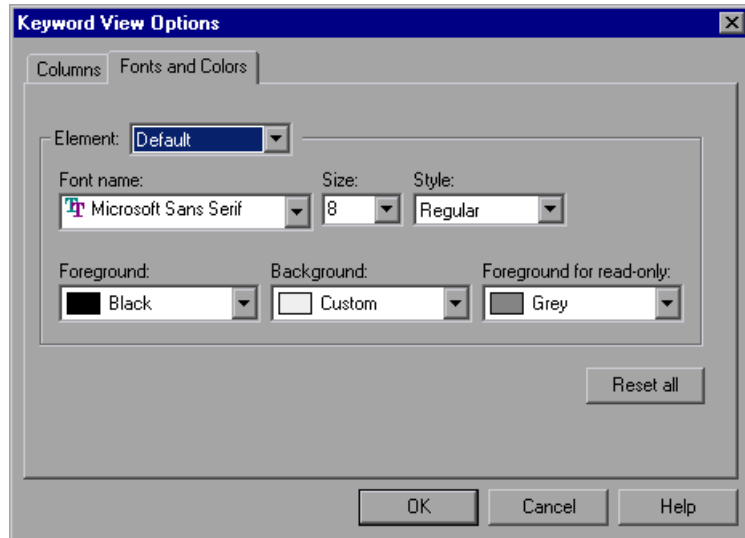 Keyword View Options
Columns Fonts and Colors
Element: Default
Font name: Size: Style:
Microsoft Sans Serif 8 Regular
Foreground: Background: Foreground for read-only:
Black Custom Grey
Reset all
OK Cancel Help